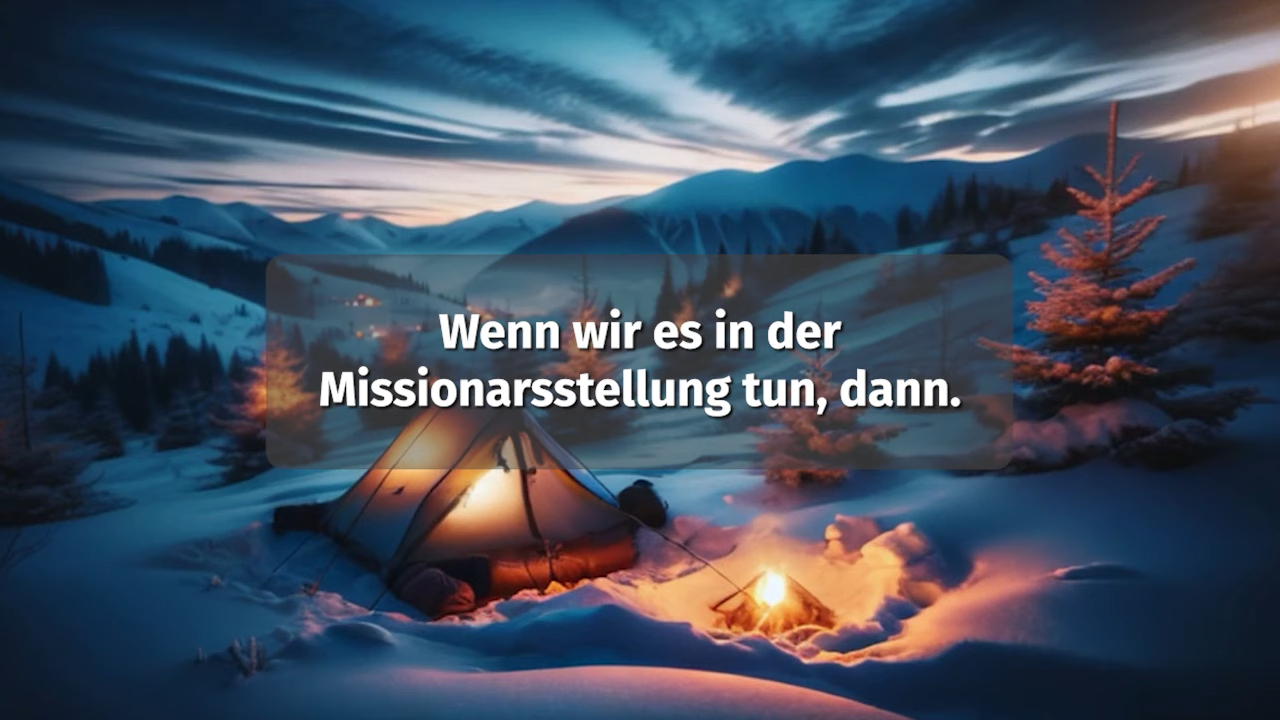 Wenn wir es in der
Missionarsstellung tun, dann.